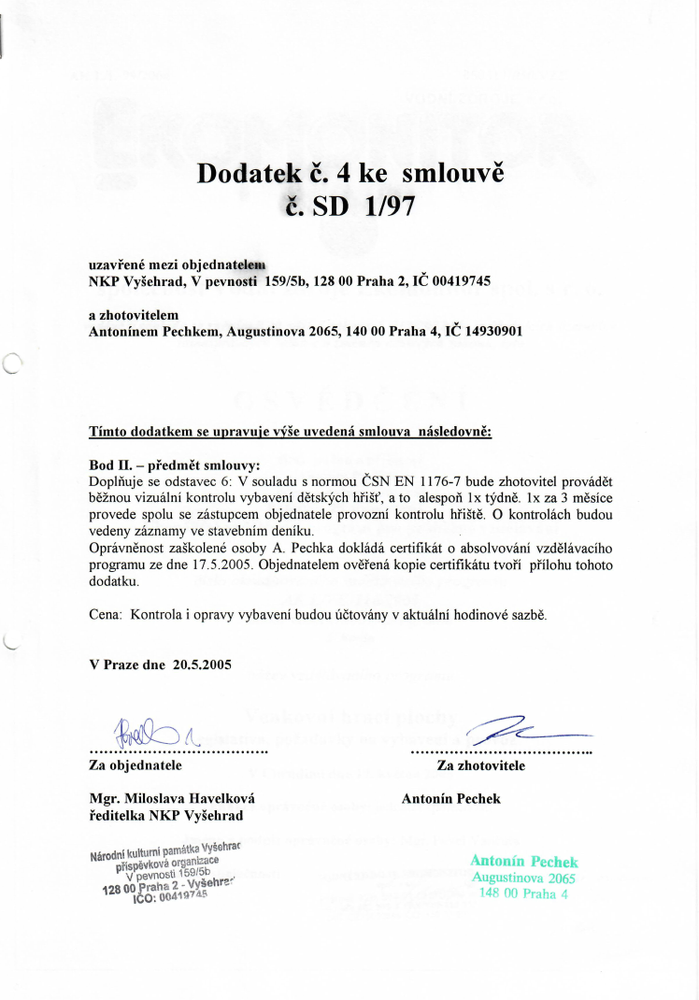 Dodatek č. 4 ke smlouvě
č. SD 1/97
uzavřené mezi objednatelem
NKP Vyšehrad, V pevnosti 159/5b, 128 00 Praha 2, IČ 00419745
a zhotovitelem
Antonínem Pechkem, Augustinova 2065, 140 00 Praha 4, IČ 14930901
Tímto dodatkem se upravuje výše uvedená smlouva následovně:
Bod II. – předmět smlouvy:
Doplňuje se odstavec 6: V souladu s normou ČSN EN 1176-7 bude zhotovitel provádět
běžnou vizuální kontrolu vybavení dětských hřišť, a to alespoň 1x týdně. 1x za 3 měsíce
provede spolu se zástupcem objednatele provozní kontrolu hřiště. O kontrolách budou
vedeny záznamy ve stavebním deníku.
Oprávněnost zaškolené osoby A. Pechka dokládá certifikát o absolvování vzdělávacího
programu ze dne 17.5.2005. Objednatelem ověřená kopie certifikátu tvoří přílohu tohoto
dodatku.
Cena: Kontrola i opravy vybavení budou účtovány v aktuální hodinové sazbě.
V Praze dne 20.5.2005
Za objednatele
Za zhotovitele
Mgr. Miloslava Havelková
Antonín Pechek
ředitelka NKP Vyšehrad
Národní kulturní památka Vyšehrad
příspěvková organizace
V pevnosti 159/5b
128 00 Praha 2 - Vyšehrad
IČO: 00419745
Antonín Pechek
Augustinova 2065
148 00 Praha 4